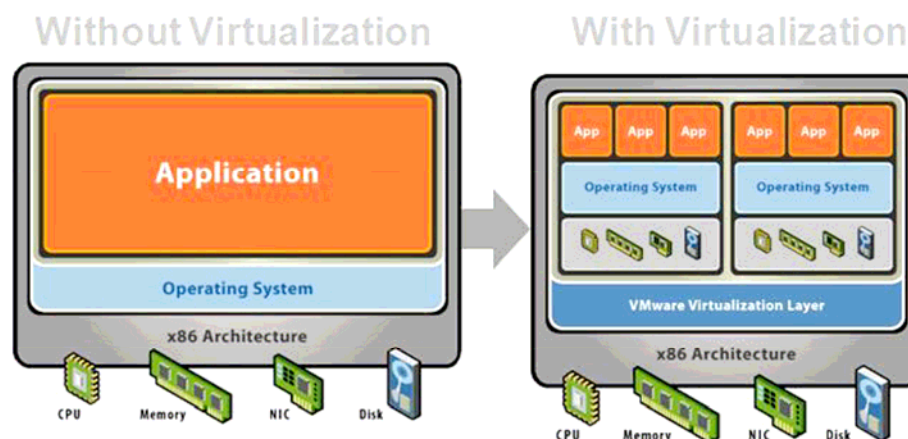 Without Virtualization
Application
Operating System
x86 Architecture
CPU
Memory
NIC
Disk
With Virtualization
App App App
App App App
Operating System
Operating System
VMware Virtualization Layer
x86 Architecture
CPU
Memory
NIC
Disk